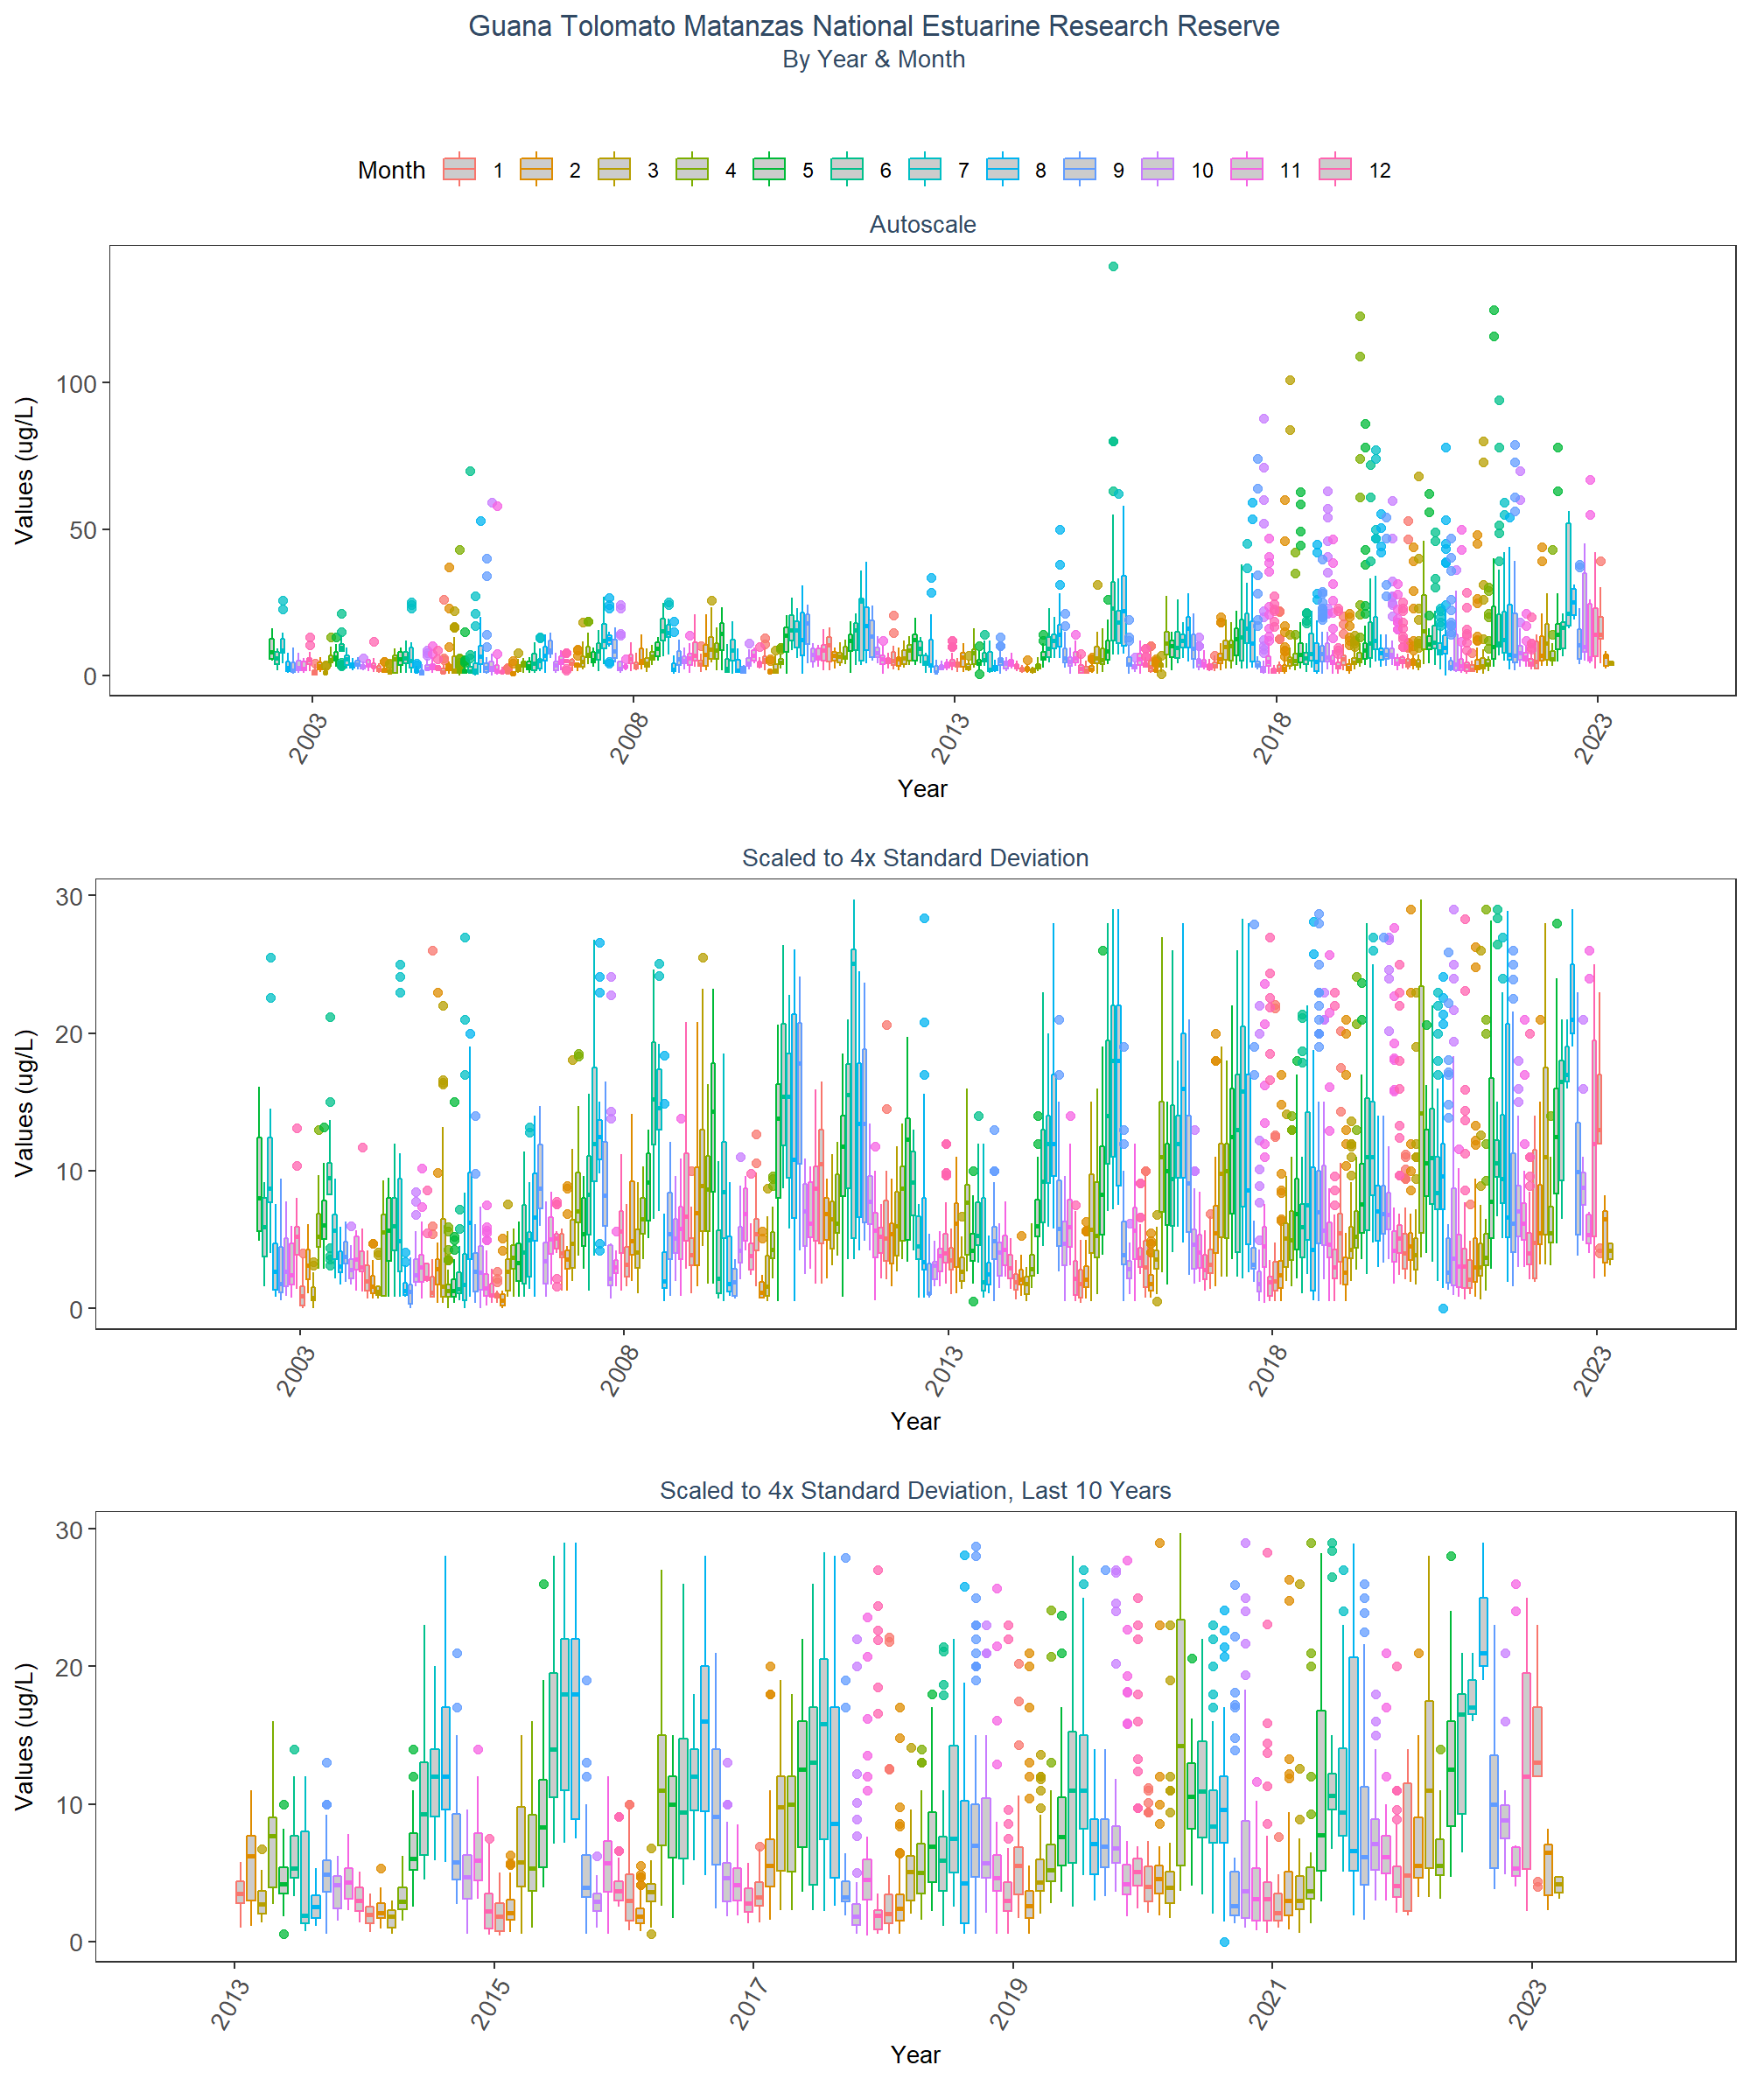 Guana Tolomato Matanzas National Estuarine Research Reserve
By Year & Month
Month 1 2 3 4 5 6 7 8 9 10 11 12
Autoscale
Values (ug/L)
100
50
0
2003 2008 2013 2018 2023
Year
Scaled to 4x Standard Deviation
Values (ug/L)
30
20
10
0
2003 2008 2013 2018 2023
Year
Scaled to 4x Standard Deviation, Last 10 Years
Values (ug/L)
30
20
10
0
2013 2015 2017 2019 2021 2023
Year